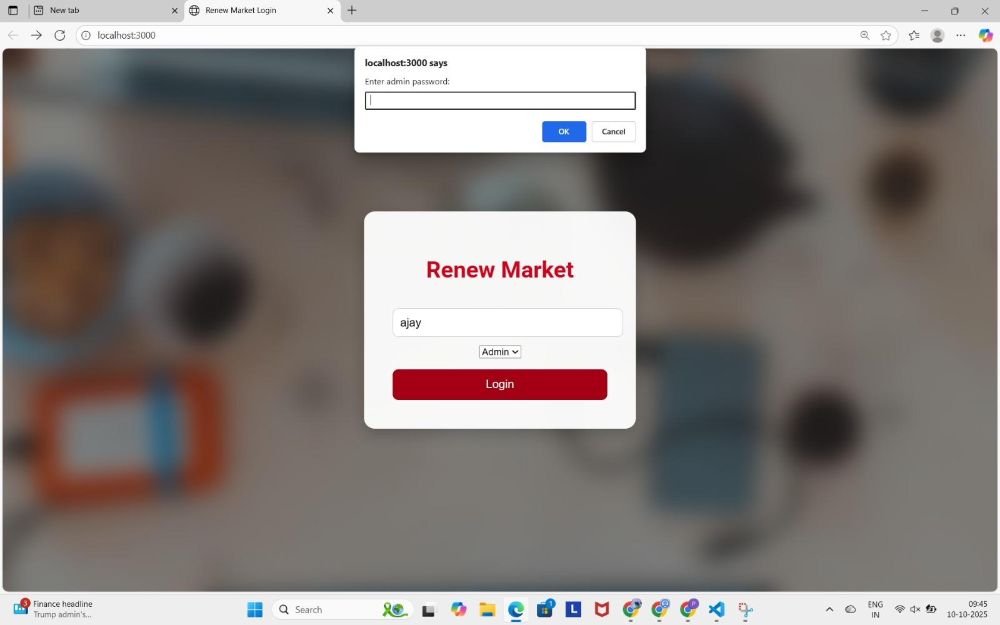 New tab
Renew Market Login
localhost:3000
localhost:3000 says
Enter admin password:
OK
Cancel
Renew Market
ajay
Admin
Login
3
Finance headline
Trump admin's...
Search
1
L
P
ENG
IN
09:45
10-10-2025